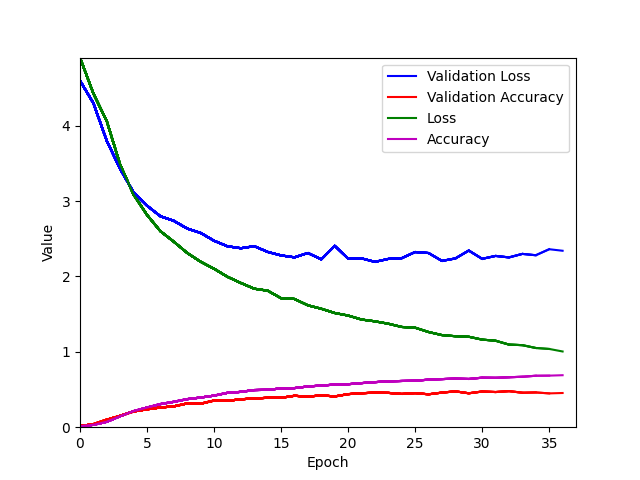 Validation Loss
Validation Accuracy
Loss
Accuracy
4
3
2
1
0
Value
0 5 10 15 20 25 30 35
Epoch